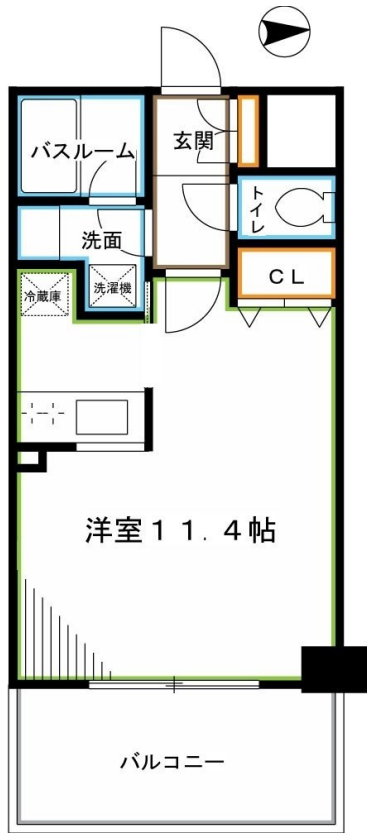 バスルーム
玄関
トイレ
洗面
冷蔵庫
洗濯機
CL
洋室11.4帖
バルコニー